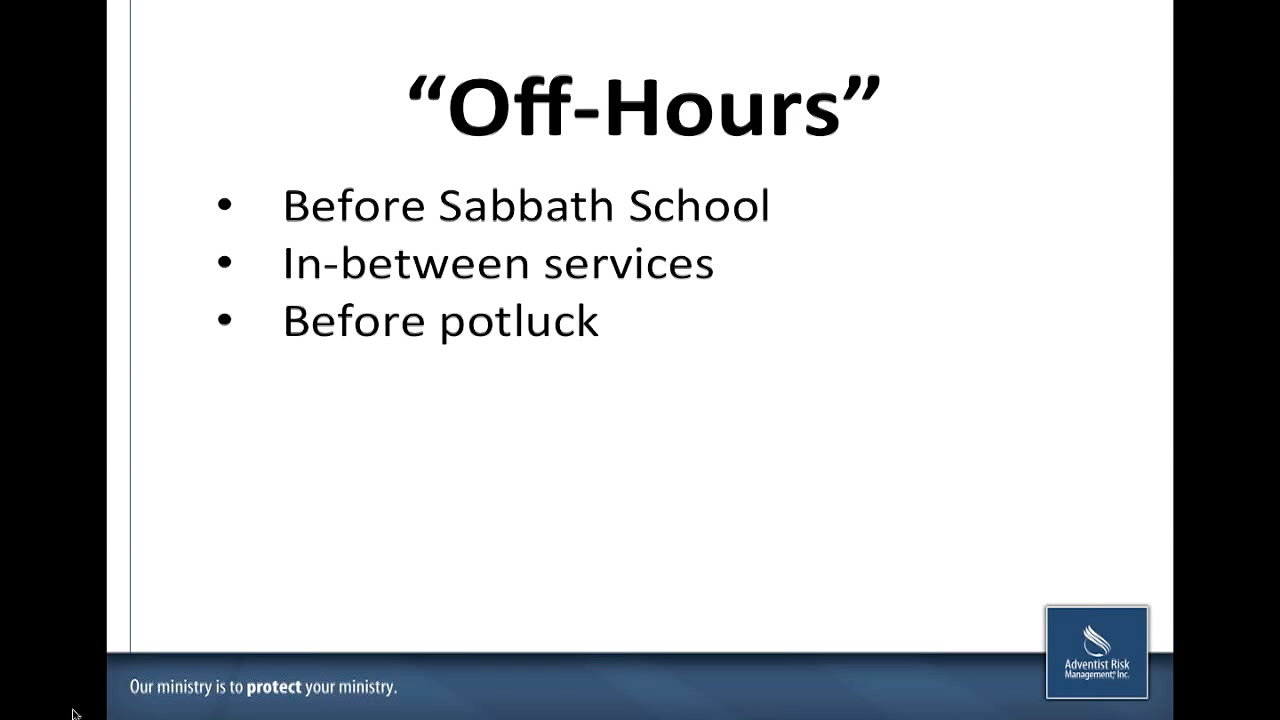 “Off-Hours”
• Before Sabbath School
• In-between services
• Before potluck
Adventist Risk
Management, Inc.
Our ministry is to protect your ministry.